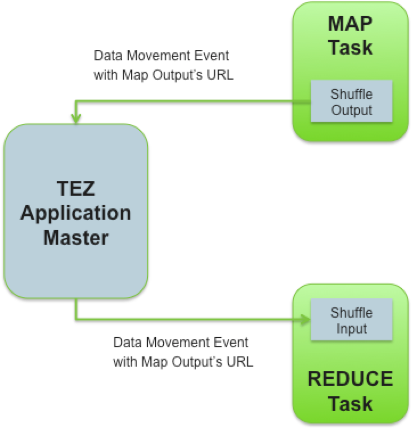 MAP
Task
Shuffle
Output
Data Movement Event
with Map Output's URL
TEZ
Application
Master
Data Movement Event
with Map Output's URL
Shuffle
Input
REDUCE
Task